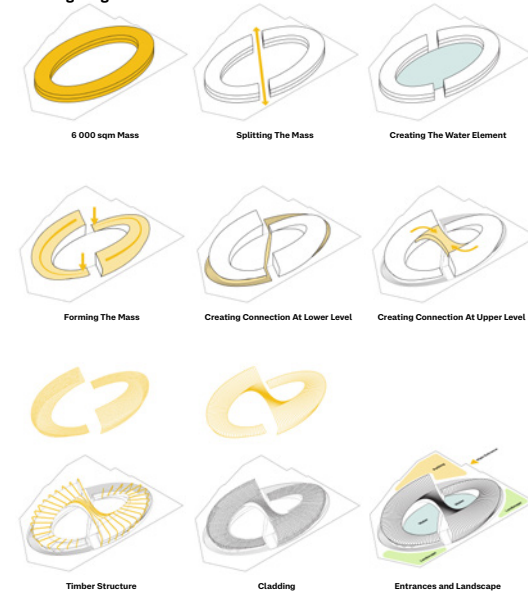 6 000 sqm Mass
Splitting The Mass
Creating The Water Element
Forming The Mass
Creating Connection At Lower Level
Creating Connection At Upper Level
Timber Structure
Cladding
Entrances and Landscape